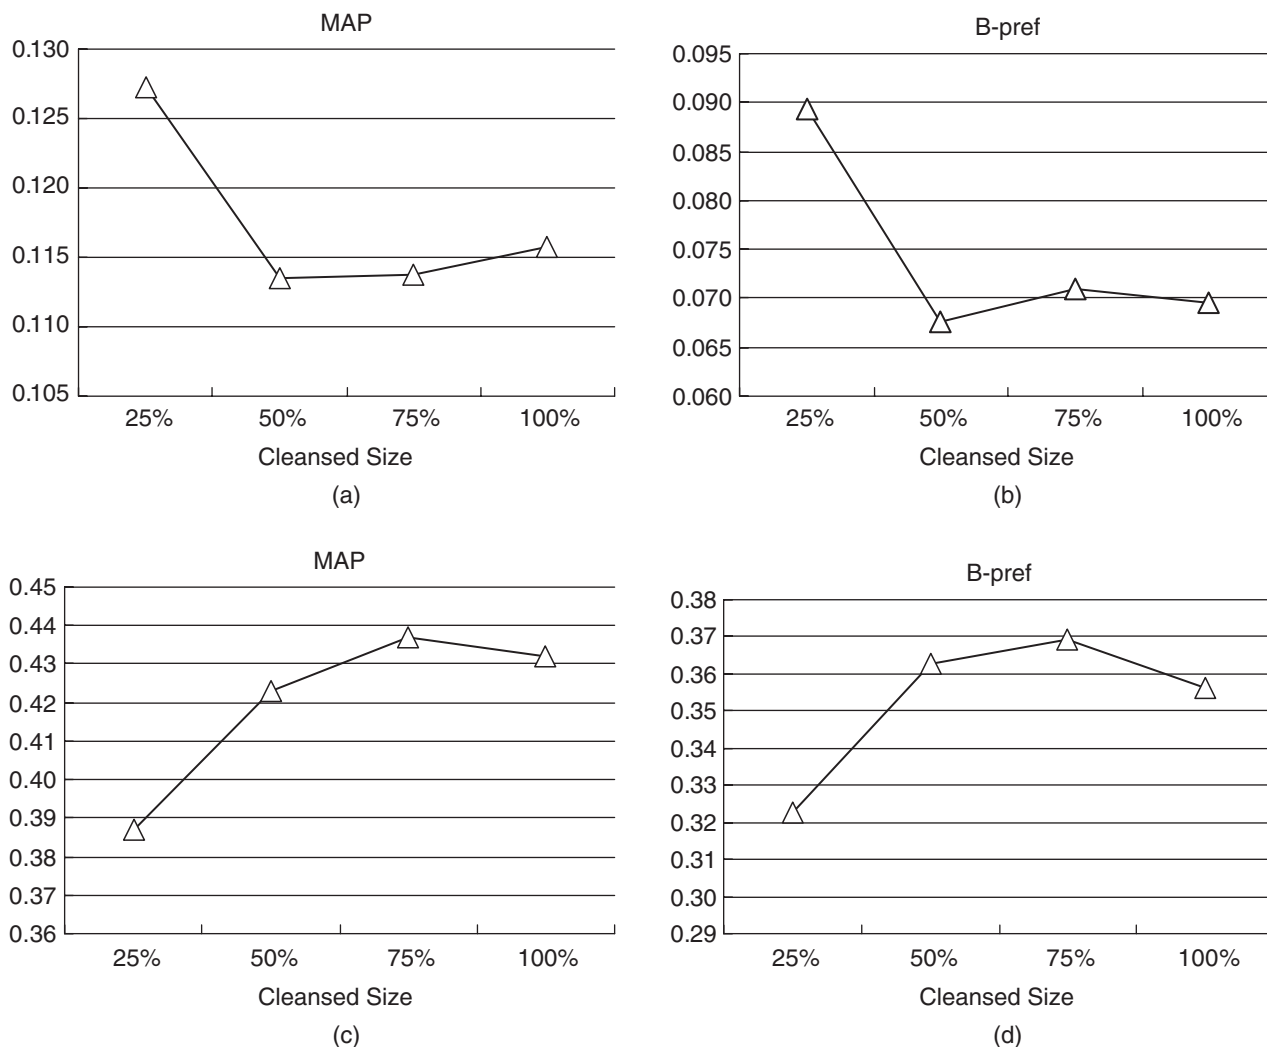 MAP
0.130
0.125
0.120
0.115
0.110
0.105
25% 50% 75% 100%
Cleansed Size
(a)
B-pref
0.095
0.090
0.085
0.080
0.075
0.070
0.065
0.060
25% 50% 75% 100%
Cleansed Size
(b)
MAP
0.45
0.44
0.43
0.42
0.41
0.40
0.39
0.38
0.37
0.36
25% 50% 75% 100%
Cleansed Size
(c)
B-pref
0.38
0.37
0.36
0.35
0.34
0.33
0.32
0.31
0.30
0.29
25% 50% 75% 100%
Cleansed Size
(d)